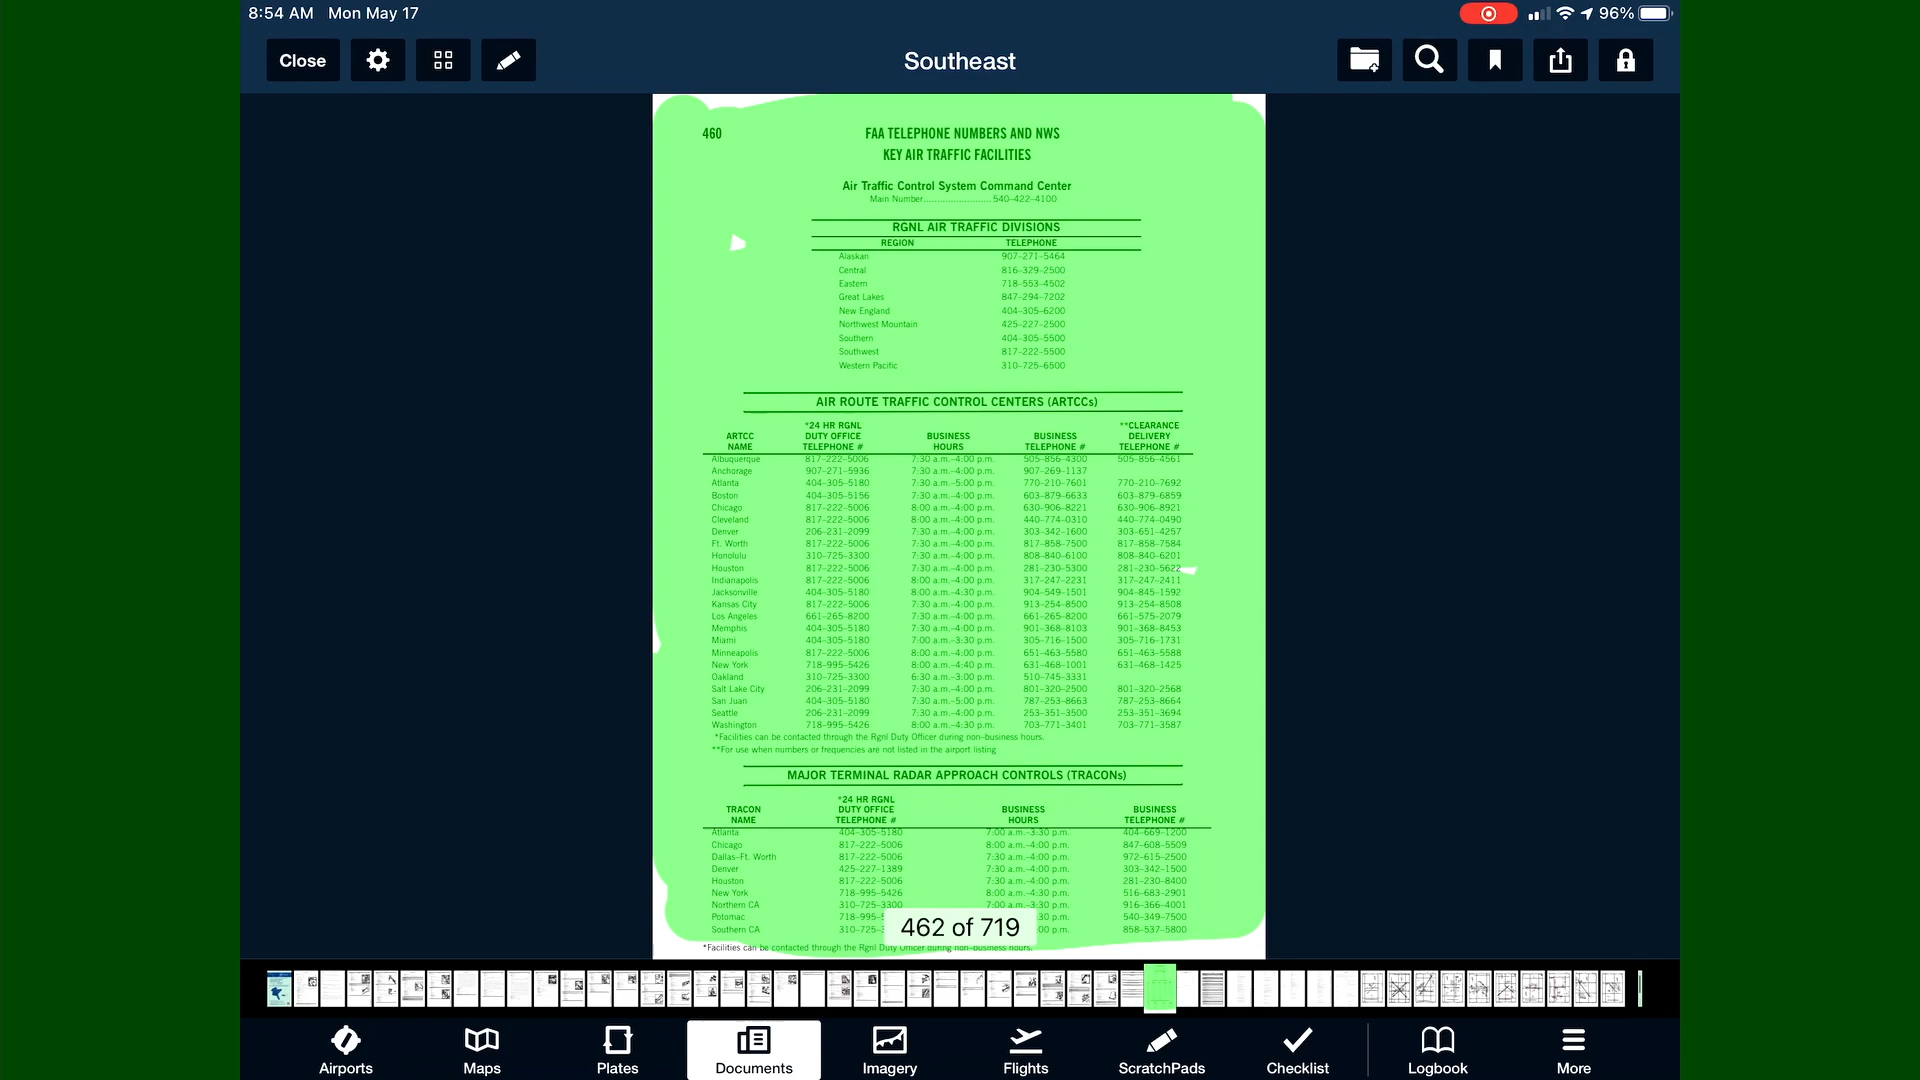 8:54 AM Mon May 17
96%
Close
Southeast
460
FAA TELEPHONE NUMBERS AND NWS
KEY AIR TRAFFIC FACILITIES
Air Traffic Control System Command Center
Main Number.........................540–422–4100
RGNL AIR TRAFFIC DIVISIONS
REGION TELEPHONE
Alaskan 907–271–5464
Central 816–329–2500
Eastern 718–553–4502
Great Lakes 847–294–7202
New England 404–305–6200
Northwest Mountain 425–227–2500
Southern 404–305–5500
Southwest 817–222–5500
Western Pacific 310–725–6500
AIR ROUTE TRAFFIC CONTROL CENTERS (ARTCCs)
*24 HR RGNL **CLEARANCE
ARTCC DUTY OFFICE BUSINESS BUSINESS DELIVERY
NAME TELEPHONE # HOURS TELEPHONE # TELEPHONE #
Albuquerque 817–222–5006 7:30 a.m.–4:00 p.m. 505–856–4300 505–856–4561
Anchorage 907–271–5936 7:30 a.m.–4:00 p.m. 907–269–1137
Atlanta 404–305–5180 7:30 a.m.–5:00 p.m. 770–210–7601 770–210–7692
Boston 404–305–5156 7:30 a.m.–4:00 p.m. 603–879–6633 603–879–6859
Chicago 817–222–5006 8:00 a.m.–4:00 p.m. 630–906–8221 630–906–8921
Cleveland 817–222–5006 8:00 a.m.–4:00 p.m. 440–774–0310 440–774–0490
Denver 206–231–2099 7:30 a.m.–4:00 p.m. 303–342–1600 303–651–4257
Ft. Worth 817–222–5006 7:30 a.m.–4:00 p.m. 817–858–7500 817–858–7584
Honolulu 310–725–3300 7:30 a.m.–4:00 p.m. 808–840–6100 808–840–6201
Houston 817–222–5006 7:30 a.m.–4:00 p.m. 281–230–5300 281–230–5622
Indianapolis 817–222–5006 8:00 a.m.–4:00 p.m. 317–247–2231 317–247–2411
Jacksonville 404–305–5180 8:00 a.m.–4:30 p.m. 904–549–1501 904–845–1592
Kansas City 817–222–5006 7:30 a.m.–4:00 p.m. 913–254–8500 913–254–8508
Los Angeles 661–265–8200 7:30 a.m.–4:00 p.m. 661–265–8200 661–575–2079
Memphis 404–305–5180 7:30 a.m.–4:00 p.m. 901–368–8103 901–368–8453
Miami 404–305–5180 7:00 a.m.–3:30 p.m. 305–716–1500 305–716–1731
Minneapolis 817–222–5006 8:00 a.m.–4:00 p.m. 651–463–5580 651–463–5588
New York 718–995–5426 8:00 a.m.–4:40 p.m. 631–468–1001 631–468–1425
Oakland 310–725–3300 6:30 a.m.–3:00 p.m. 510–745–3331
Salt Lake City 206–231–2099 7:30 a.m.–4:00 p.m. 801–320–2500 801–320–2568
San Juan 404–305–5180 7:30 a.m.–5:00 p.m. 787–253–8663 787–253–8664
Seattle 206–231–2099 7:30 a.m.–4:00 p.m. 253–351–3500 253–351–3694
Washington 718–995–5426 8:00 a.m.–4:30 p.m. 703–771–3401 703–771–3587
*Facilities can be contacted through the Rgnl Duty Officer during non–business hours.
**For use when numbers or frequencies are not listed in the airport listing
MAJOR TERMINAL RADAR APPROACH CONTROLS (TRACONs)
*24 HR RGNL
TRACON DUTY OFFICE BUSINESS BUSINESS
NAME TELEPHONE # HOURS TELEPHONE #
Atlanta 404–305–5180 7:00 a.m.–3:30 p.m. 404–669–1200
Chicago 817–222–5006 8:00 a.m.–4:00 p.m. 847–608–5509
Dallas–Ft. Worth 817–222–5006 7:30 a.m.–4:00 p.m. 972–615–2500
Denver 425–227–1389 7:30 a.m.–4:00 p.m. 303–342–1500
Houston 817–222–5006 7:30 a.m.–4:00 p.m. 281–230–8400
New York 718–995–5426 8:00 a.m.–4:30 p.m. 516–683–2901
Northern CA 310–725–3300 7:00 a.m.–3:30 p.m. 916–366–4001
Potomac 718–995–5 :30 p.m. 540–349–7500
Southern CA 310–725–3 :00 p.m. 858–537–5800
462 of 719
*Facilities can be contacted through the Rgnl Duty Officer during non–business hours.
Airports Maps Plates Documents Imagery Flights ScratchPads Checklist Logbook More